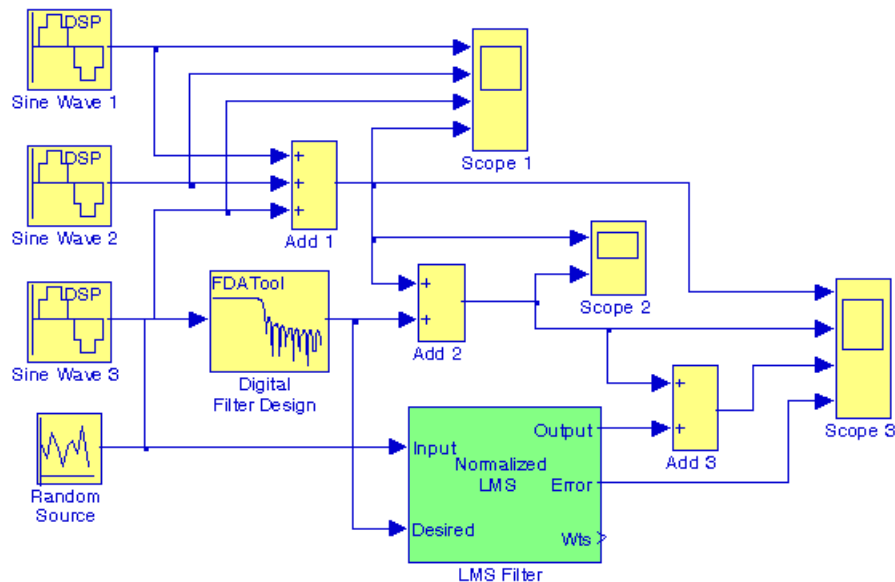 DSP
Sine Wave 1
Scope 1
DSP
Sine Wave 2
+
+
+
Add 1
Scope 2
DSP
Sine Wave 3
FDATool
Digital
Filter Design
+
+
Add 2
+
+
Add 3
Scope 3
Random
Source
Input
Normalized
LMS
Output
Error
Desired
Wts
LMS Filter